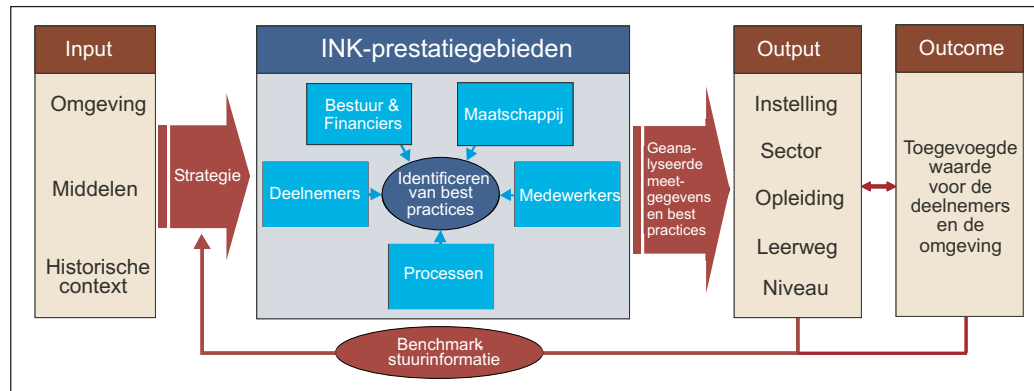 Input
Omgeving
Middelen
Historische
context
Strategie
INK-prestatiegebieden
Bestuur &
Financiers
Maatschappij
Deelnemers
Identificeren
van best
practices
Medewerkers
Processen
Geana-
lyseerde
meet-
gegevens
en best
practices
Output
Instelling
Sector
Opleiding
Leerweg
Niveau
Outcome
Toegevoegde
waarde
voor de
deelnemers
en de
omgeving
Benchmark-
stuurinformatie